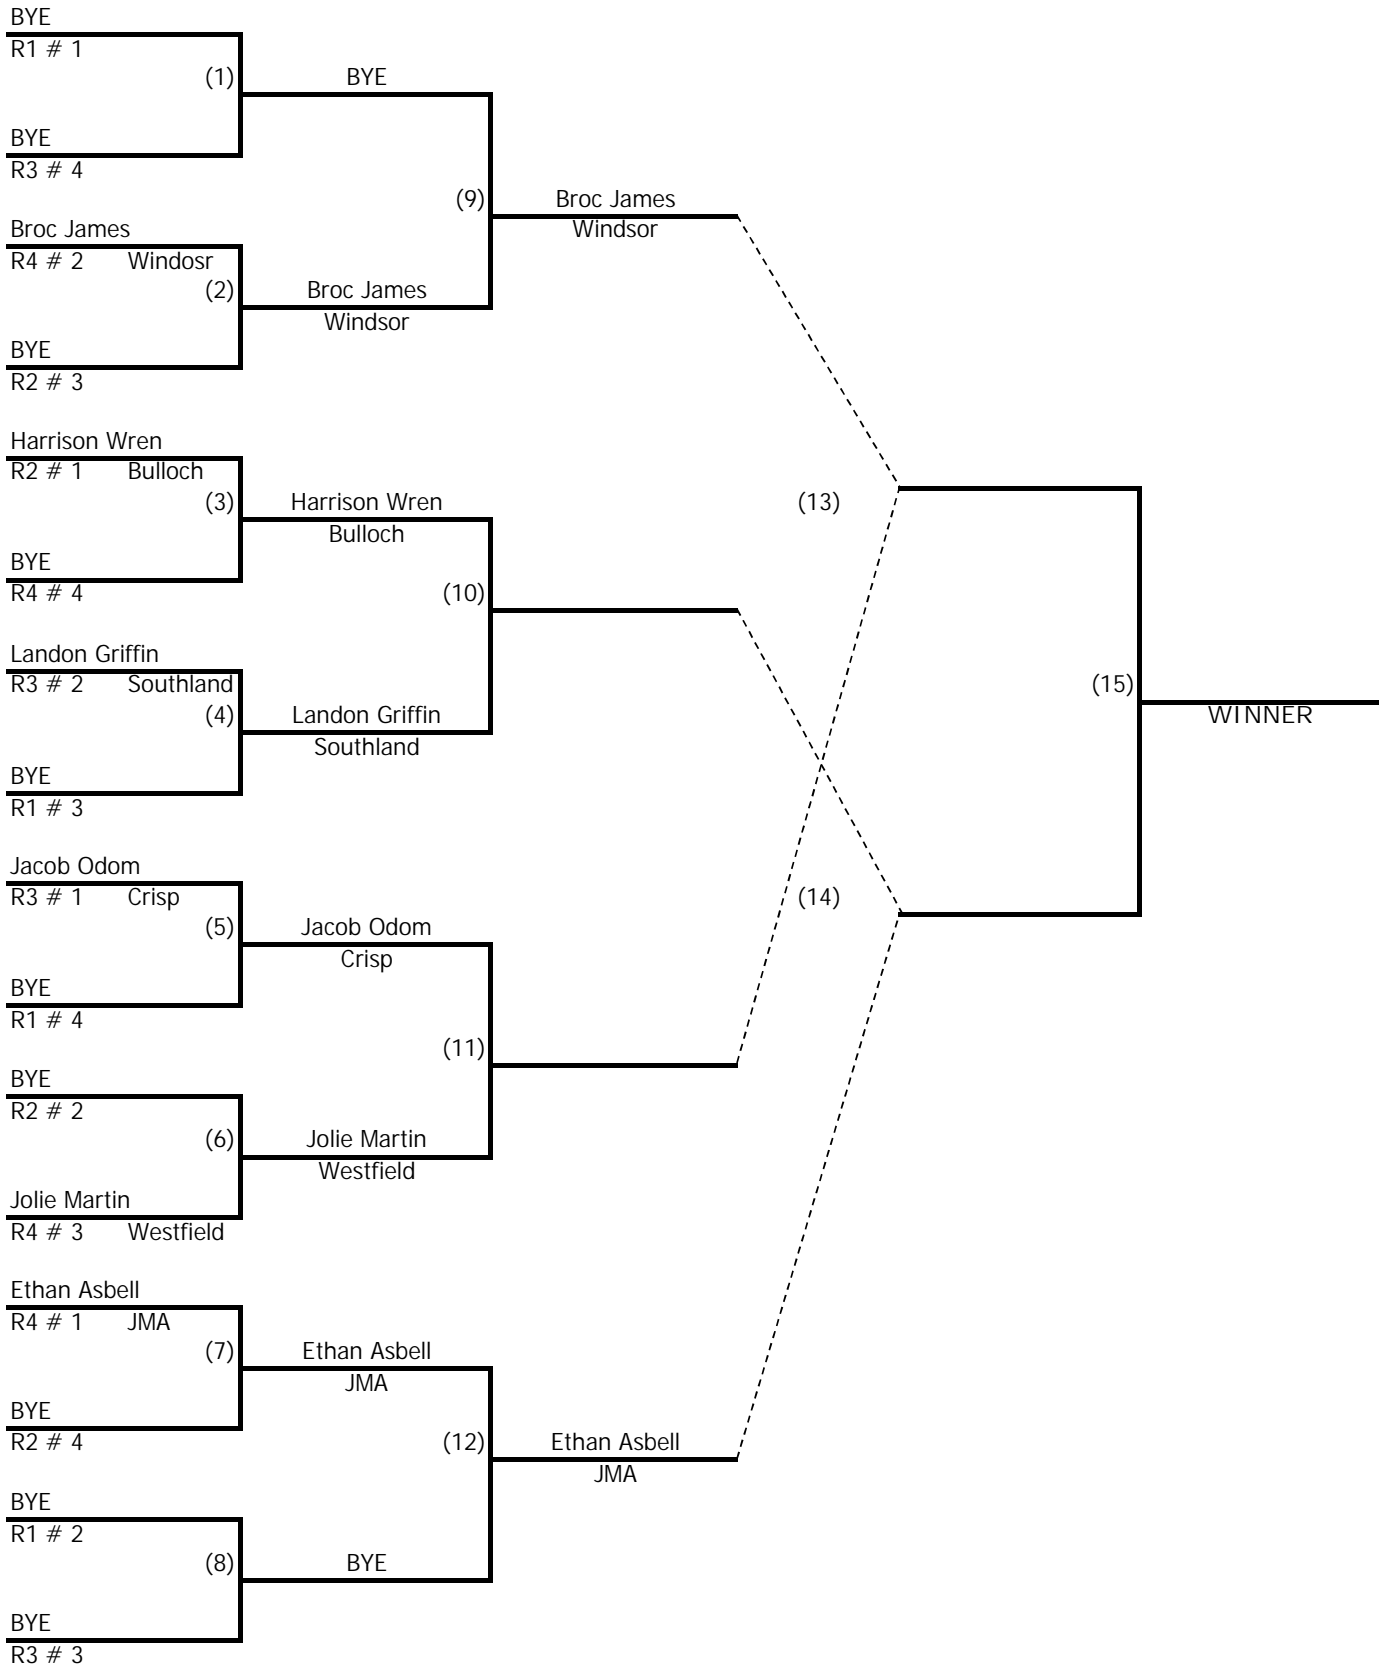 BYE
R1 # 1
(1)
BYE
BYE
R3 # 4
(9)
Broc James
Windsor
Broc James
R4 # 2 Windosr
(2)
Broc James
Windsor
BYE
R2 # 3
Harrison Wren
R2 # 1 Bulloch
(3)
Harrison Wren
Bulloch
(13)
BYE
R4 # 4
(10)
Landon Griffin
R3 # 2 Southland
(4)
Landon Griffin
Southland
(15)
WINNER
BYE
R1 # 3
Jacob Odom
R3 # 1 Crisp
(5)
Jacob Odom
Crisp
(14)
BYE
R1 # 4
(11)
BYE
R2 # 2
(6)
Jolie Martin
Westfield
Jolie Martin
R4 # 3 Westfield
Ethan Asbell
R4 # 1 JMA
(7)
Ethan Asbell
JMA
BYE
R2 # 4
(12)
Ethan Asbell
JMA
BYE
R1 # 2
(8)
BYE
BYE
R3 # 3